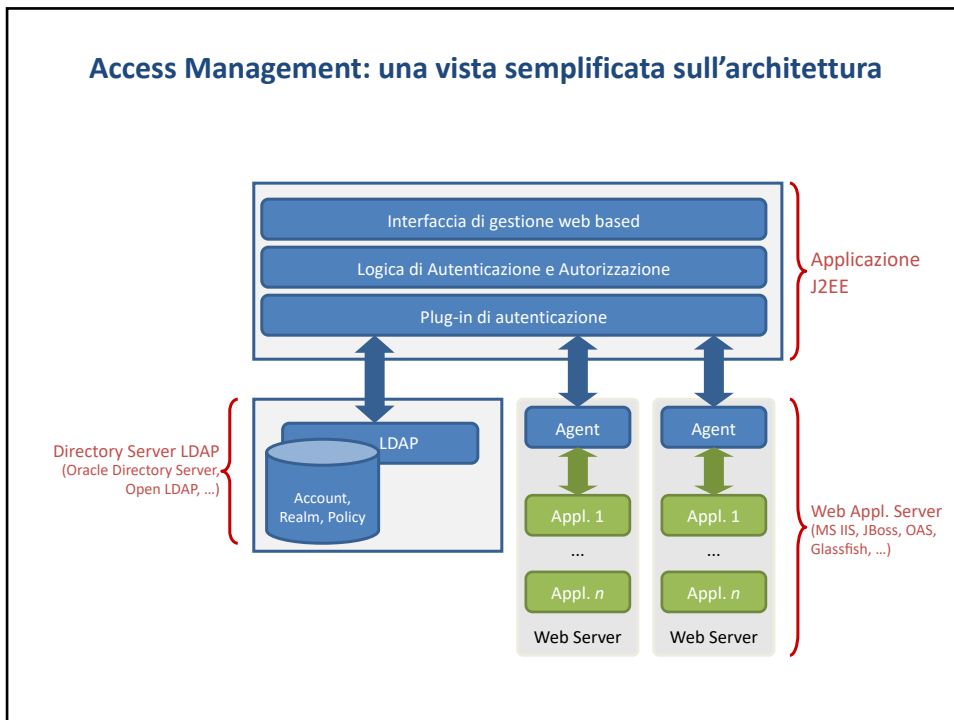 Access Management: una vista semplificata sull'architettura
Interfaccia di gestione web based
Logica di Autenticazione e Autorizzazione
Plug-in di autenticazione
Applicazione
J2EE
Directory Server LDAP
(Oracle Directory Server,
Open LDAP, ...)
LDAP
Account,
Realm, Policy
Agent
Appl. 1
...
Appl. n
Web Server
Agent
Appl. 1
...
Appl. n
Web Server
Web Appl. Server
(MS IIS, JBoss, OAS,
Glassfish, ...)